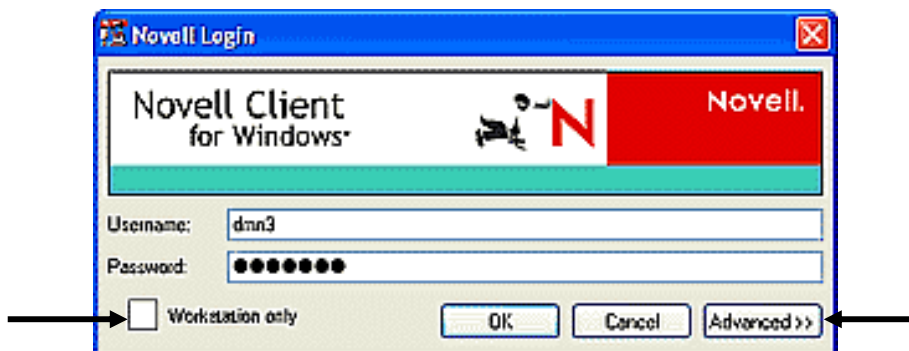 Novell Login
Novell Client
for Windows*
N
Novell.
Username: dmn3
Password: ●●●●●●●
Workstation only
OK Cancel Advanced >>